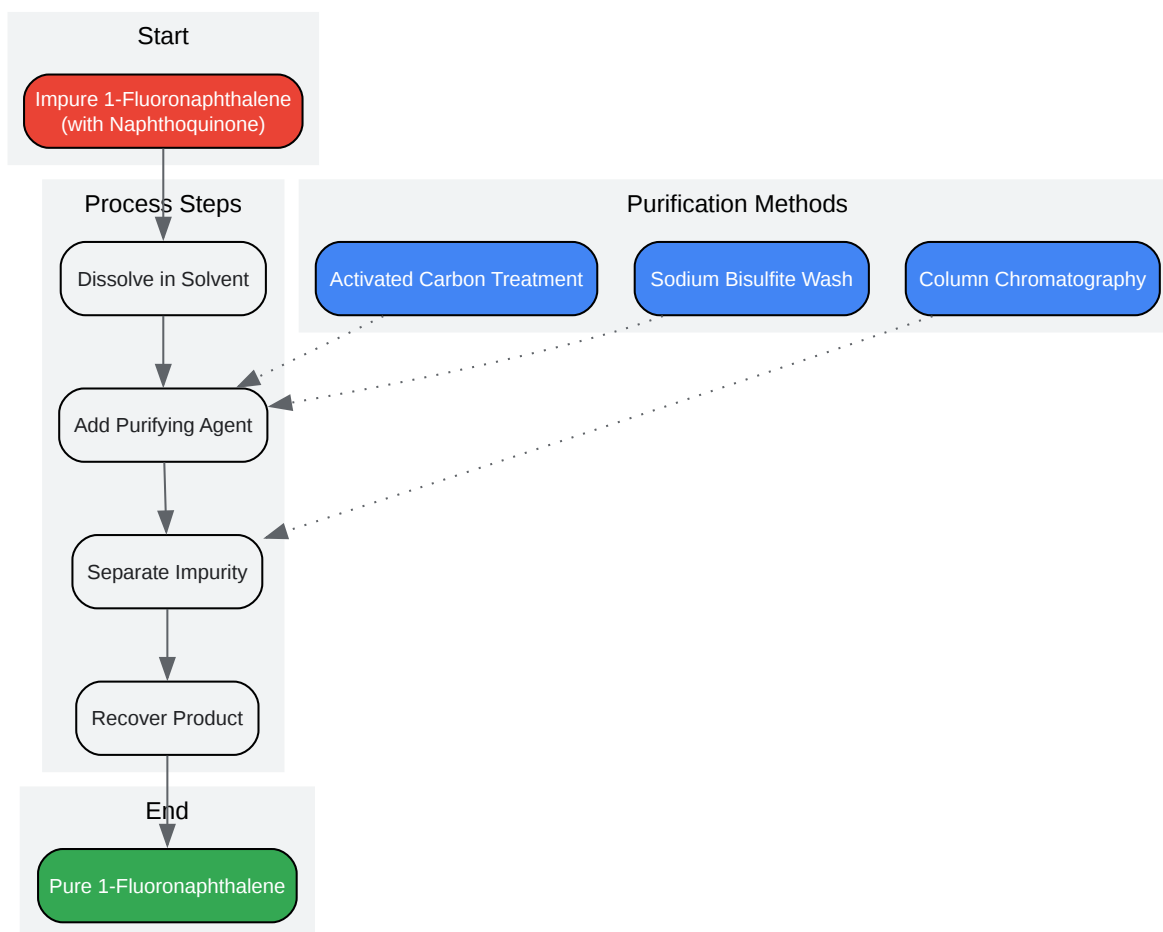 Start
Impure 1-Fluoronaphthalene
(with Naphthoquinone)
Process Steps
Purification Methods
Dissolve in Solvent
Activated Carbon Treatment
Sodium Bisulfite Wash
Column Chromatography
Add Purifying Agent
Separate Impurity
Recover Product
End
Pure 1-Fluoronaphthalene